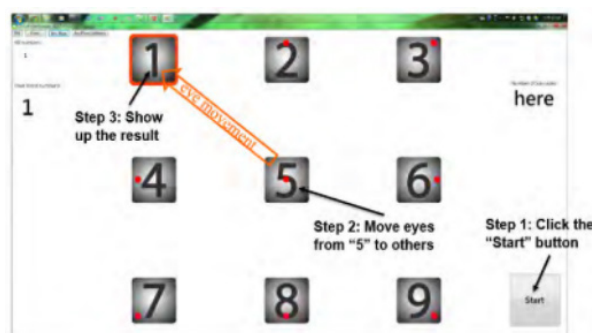 1
2
3
1
here
1
Step 3: Show
up the result
eye movement
4
5
6
Step 2: Move eyes
from "5" to others
Step 1: Click the
"Start" button
7
8
9
Start